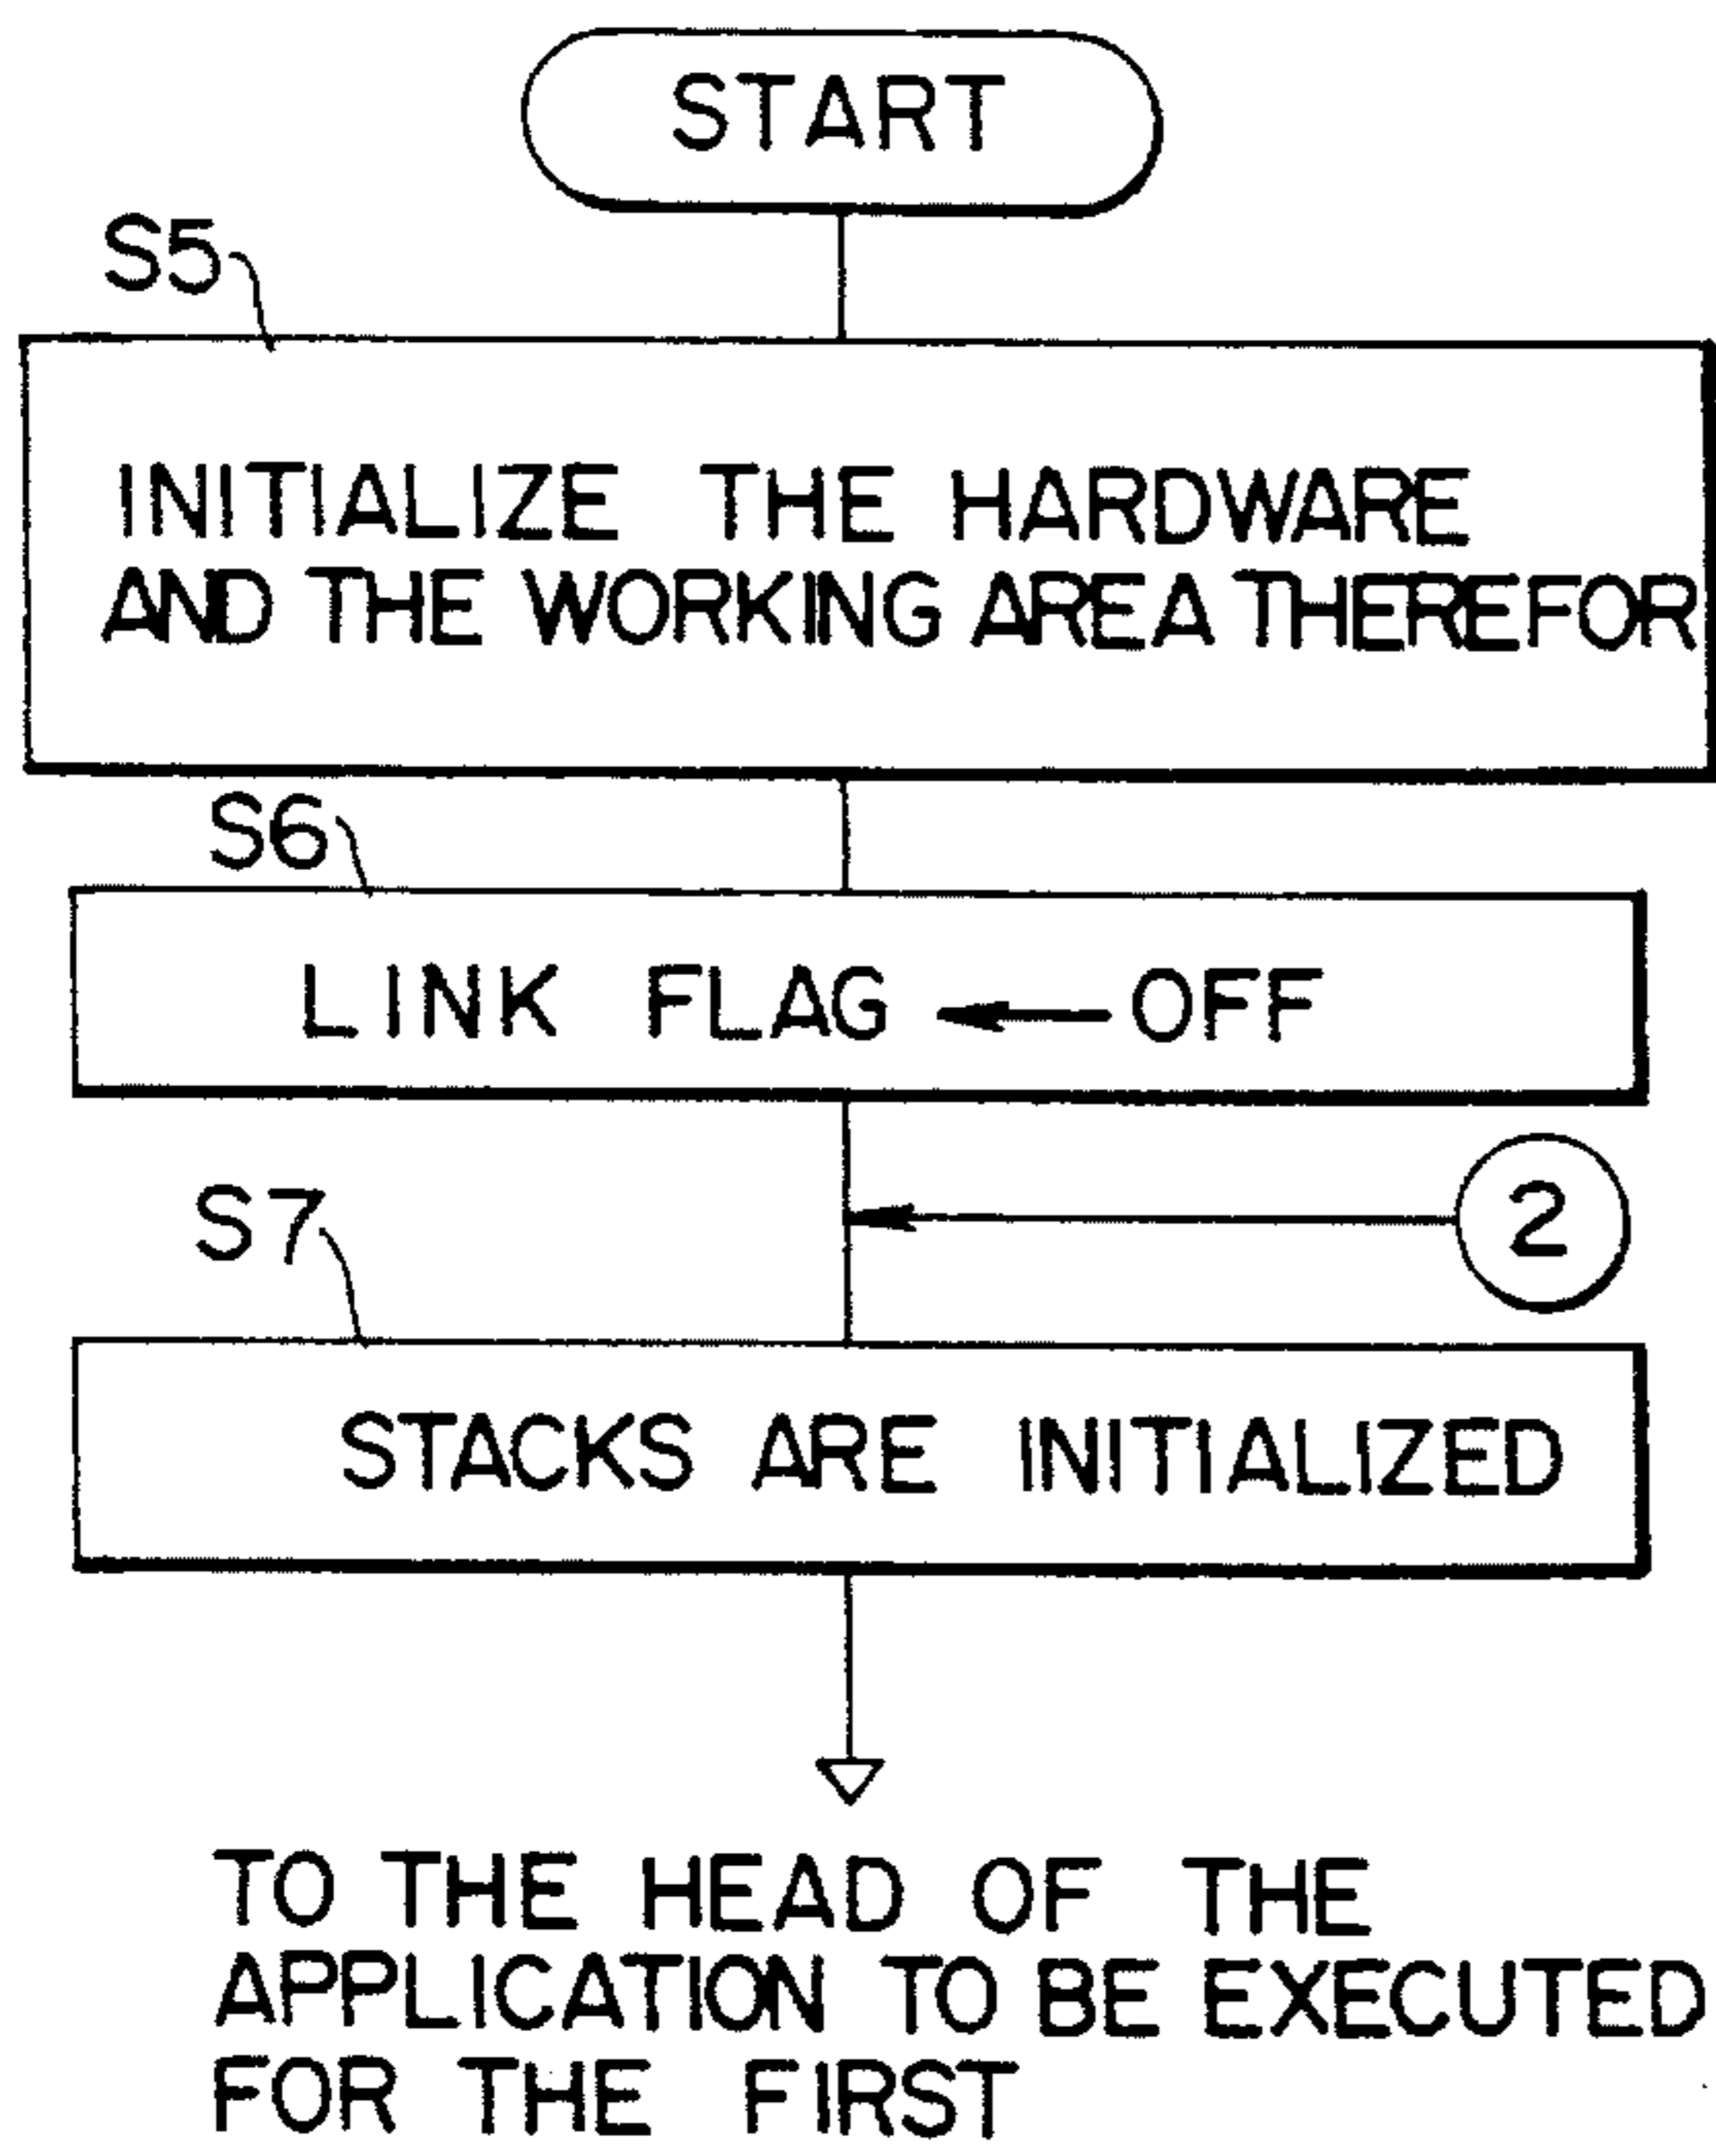 START
S5
INITIALIZE THE HARDWARE
AND THE WORKING AREA THEREFOR
S6
LINK FLAG ← OFF
2
S7
STACKS ARE INITIALIZED
TO THE HEAD OF THE
APPLICATION TO BE EXECUTED
FOR THE FIRST